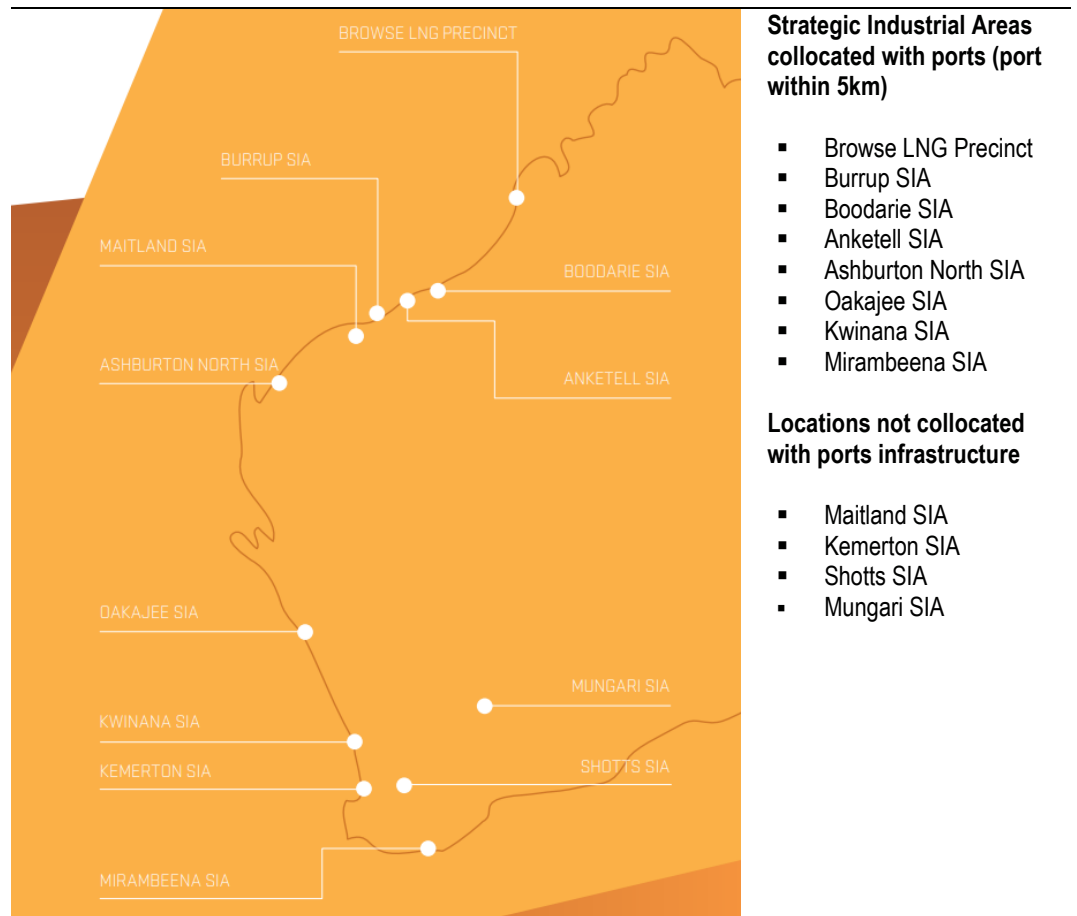 BROWSE LNG PRECINCT
BURRUP SIA
MAITLAND SIA
BOODARIE SIA
ASHBURTON NORTH SIA
ANKETELL SIA
OAKAJEE SIA
MUNGARI SIA
KWINANA SIA
SHOTTS SIA
KEMERTON SIA
MIRAMBEENA SIA
Strategic Industrial Areas
collocated with ports (port
within 5km)
▪ Browse LNG Precinct
▪ Burrup SIA
▪ Boodarie SIA
▪ Anketell SIA
▪ Ashburton North SIA
▪ Oakajee SIA
▪ Kwinana SIA
▪ Mirambeena SIA
Locations not collocated
with ports infrastructure
▪ Maitland SIA
▪ Kemerton SIA
▪ Shotts SIA
▪ Mungari SIA